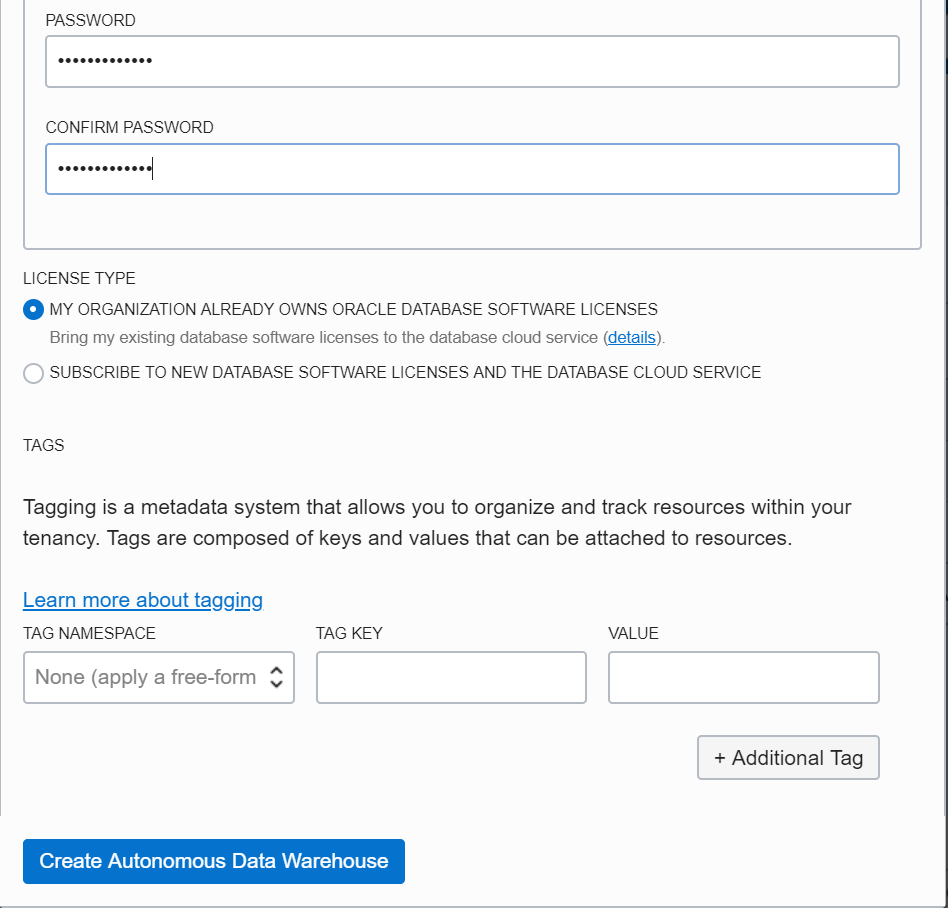 PASSWORD
•••••••••••••
CONFIRM PASSWORD
•••••••••••••
LICENSE TYPE
MY ORGANIZATION ALREADY OWNS ORACLE DATABASE SOFTWARE LICENSES
Bring my existing database software licenses to the database cloud service (details).
SUBSCRIBE TO NEW DATABASE SOFTWARE LICENSES AND THE DATABASE CLOUD SERVICE
TAGS
Tagging is a metadata system that allows you to organize and track resources within your
tenancy. Tags are composed of keys and values that can be attached to resources.
Learn more about tagging
TAG NAMESPACE TAG KEY VALUE
None (apply a free-form
+ Additional Tag
Create Autonomous Data Warehouse